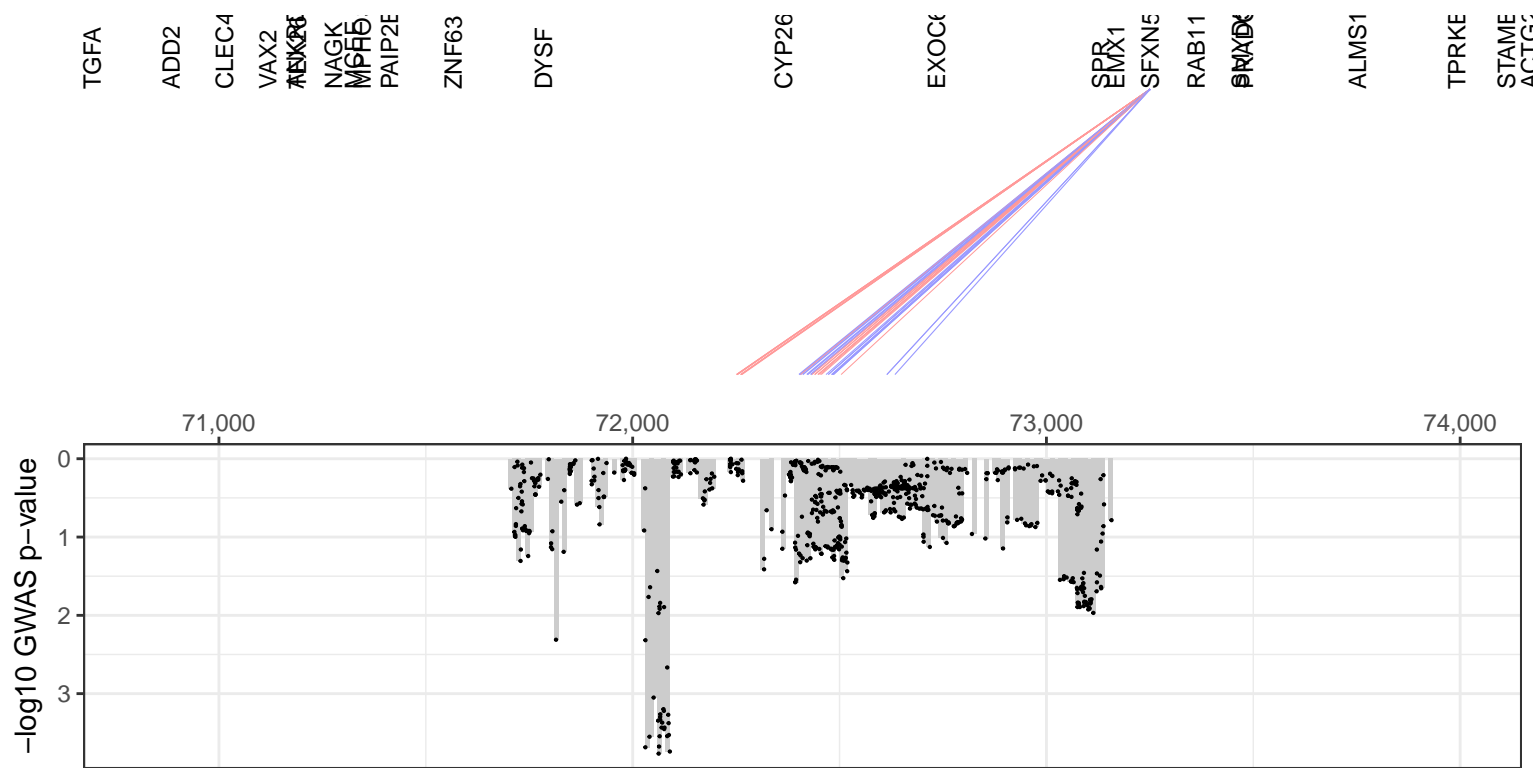 TGFA
ADD2
CLEC4
VAX2
NAGK
PAIP2E
ZNF63
DYSF
CYP26
EXOC
SPR
EMX1
SFXN5
RAB11
ALMS1
TPRKE
STAME
71,000 72,000 73,000 74,000
−log10 GWAS p−value
0
1
2
3